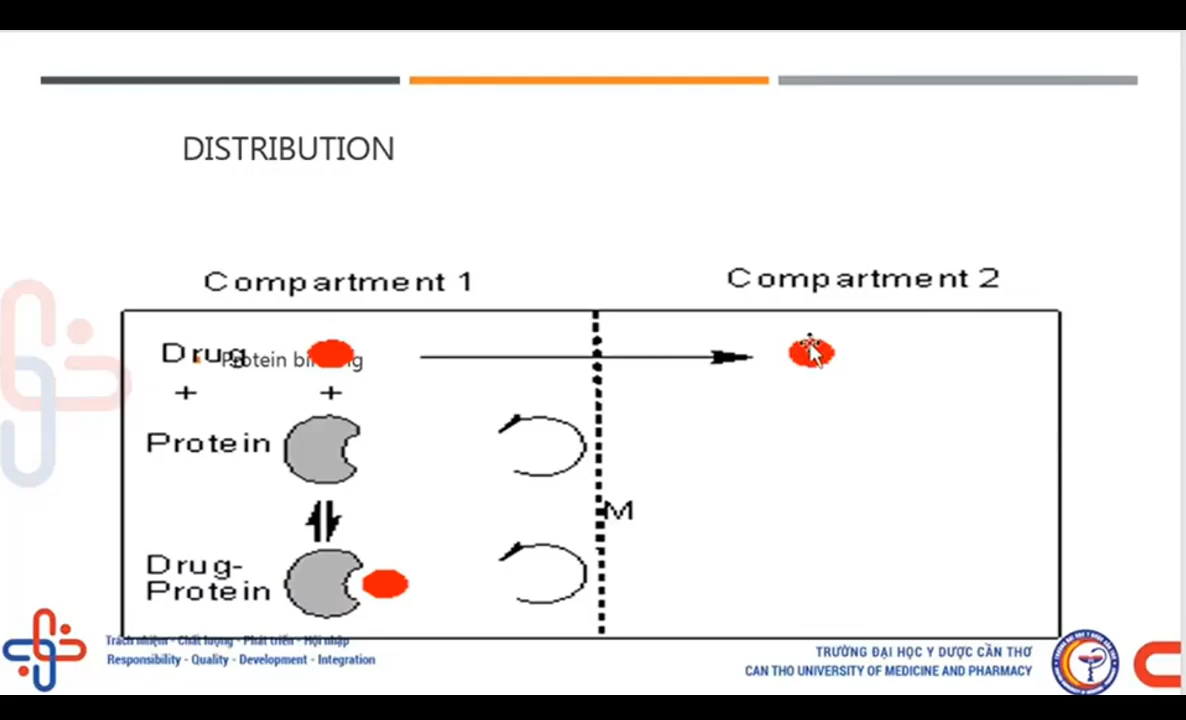 DISTRIBUTION
Compartment 1
Compartment 2
Drug
Protein binding
+ +
Protein
M
Drug-
Protein
Trách nhiệm - Chất lượng - Phát triển - Hội nhập
Responsibility - Quality - Development - Integration
TRƯỜNG ĐẠI HỌC Y DƯỢC CẦN THƠ
CAN THO UNIVERSITY OF MEDICINE AND PHARMACY